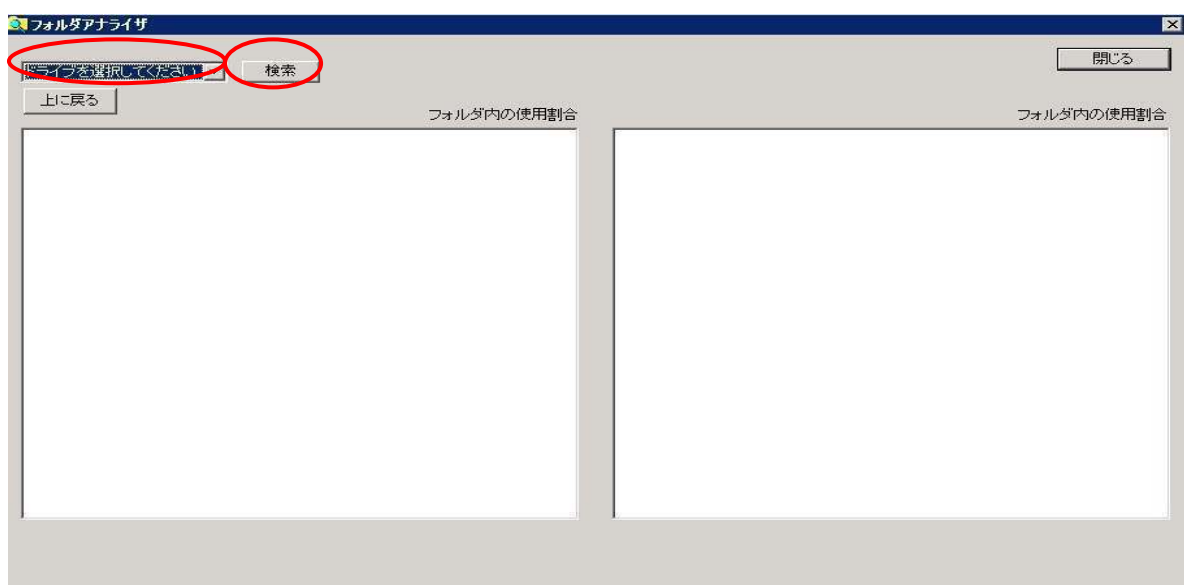 フォルダアナライザ
ドライブを選択してください
検索
閉じる
上に戻る
フォルダ内の使用割合
フォルダ内の使用割合